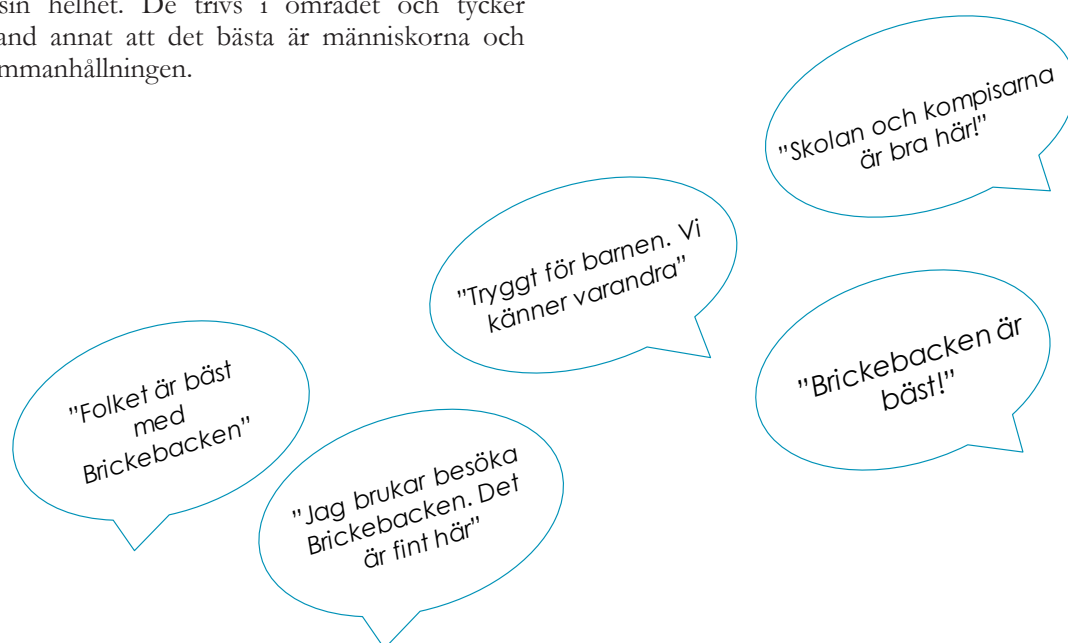 sin helhet. De trivs i området och tycker
and annat att det bästa är människorna och
mmanhållningen.
”Skolan och kompisarna
är bra här!”
”Tryggt för barnen. Vi
känner varandra”
”Brickebacken är
bäst!”
”Folket är bäst
med
Brickebacken”
”Jag brukar besöka
Brickebacken. Det
är fint här”